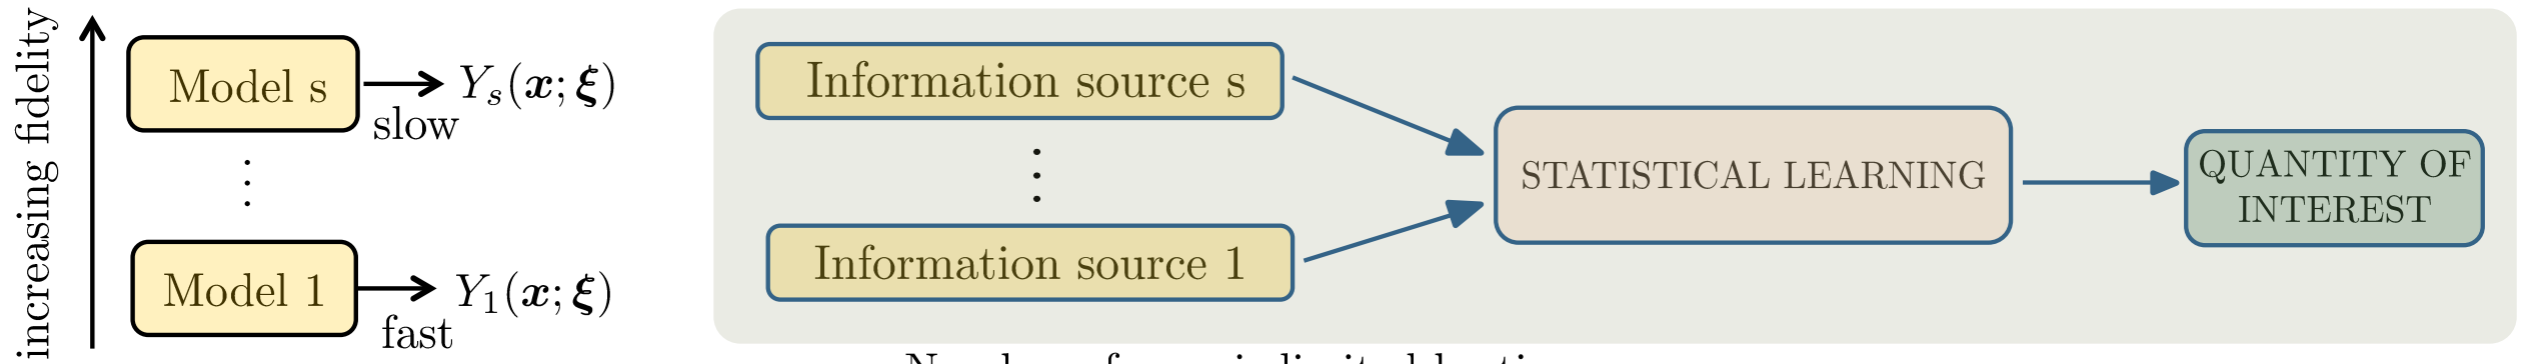 increasing fidelity
Model s
slow
Y_s(x; ξ)
⋮
Model 1
fast
Y_1(x; ξ)
Information source s
⋮
Information source 1
STATISTICAL LEARNING
QUANTITY OF
INTEREST